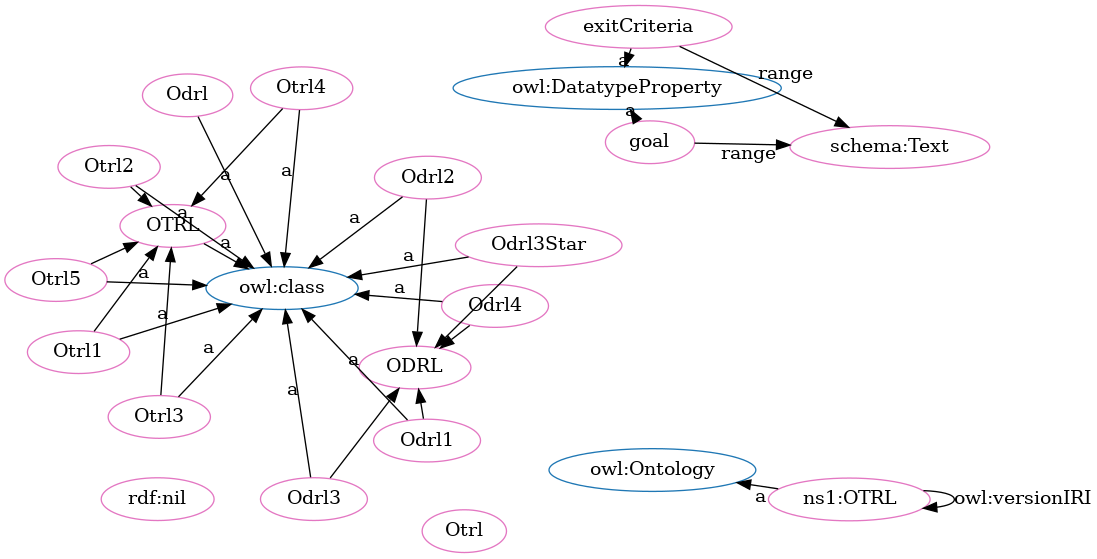 exitCriteria
a
range
owl:DatatypeProperty
a
Odrl
Otrl4
goal
range
schema:Text
Otrl2
a
a
Odrl2
a
OTRL
a
a
Odrl3Star
a
Otrl5
a
owl:class
a
Odrl4
a
Otrl1
a
a
ODRL
a
Otrl3
Odrl1
owl:Ontology
a
ns1:OTRL
owl:versionIRI
rdf:nil
Odrl3
Otrl